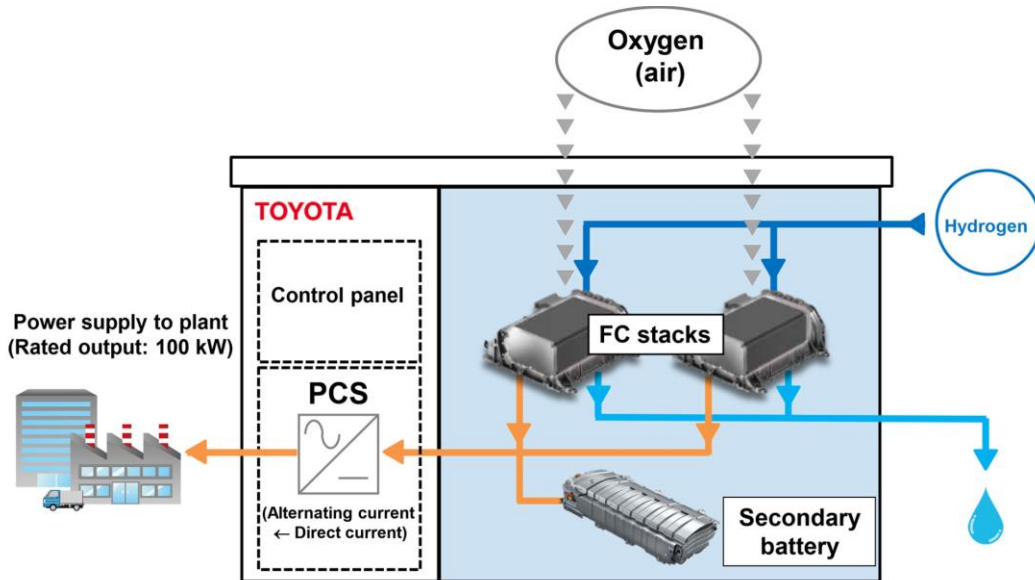 Oxygen
(air)
TOYOTA
Hydrogen
Control panel
Power supply to plant
(Rated output: 100 kW)
FC stacks
PCS
(Alternating current
← Direct current)
Secondary
battery